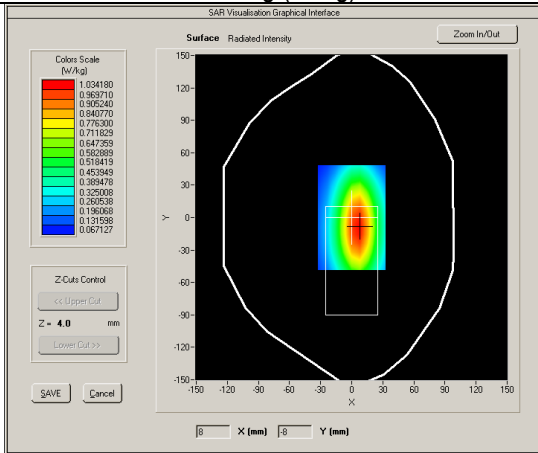 SAR Visualisation Graphical Interface
Surface Radiated Intensity
Zoom In/Out
Colors Scale
(W/kg)
1.034180
0.969710
0.905240
0.840770
0.776300
0.711829
0.647359
0.582889
0.518419
0.453949
0.389478
0.325008
0.260538
0.196068
0.131598
0.067127
150
120
90
60
30
0
-30
-60
-90
-120
-150
Y
-150 -120 -90 -60 -30 0 30 60 90 120 150
X
Z-Cuts Control
<< Upper Cut
Z = 4.0 mm
Lower Cut >>
SAVE Cancel
8 X (mm) -8 Y (mm)